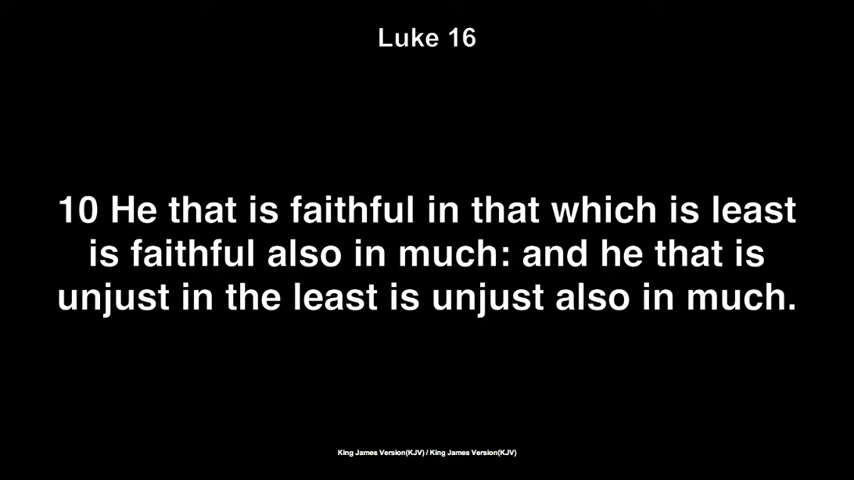 Luke 16
10 He that is faithful in that which is least
is faithful also in much: and he that is
unjust in the least is unjust also in much.
King James Version(KJV) / King James Version(KJV)